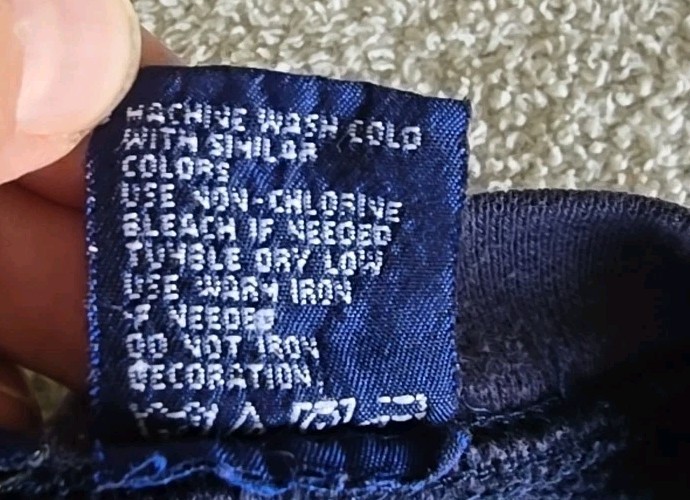 MACHINE WASH COLD
WITH SIMILAR
COLORS
USE NON-CHLORINE
BLEACH IF NEEDED
TUMBLE DRY LOW
USE WARM IRON
IF NEEDED
DO NOT IRON
DECORATION.